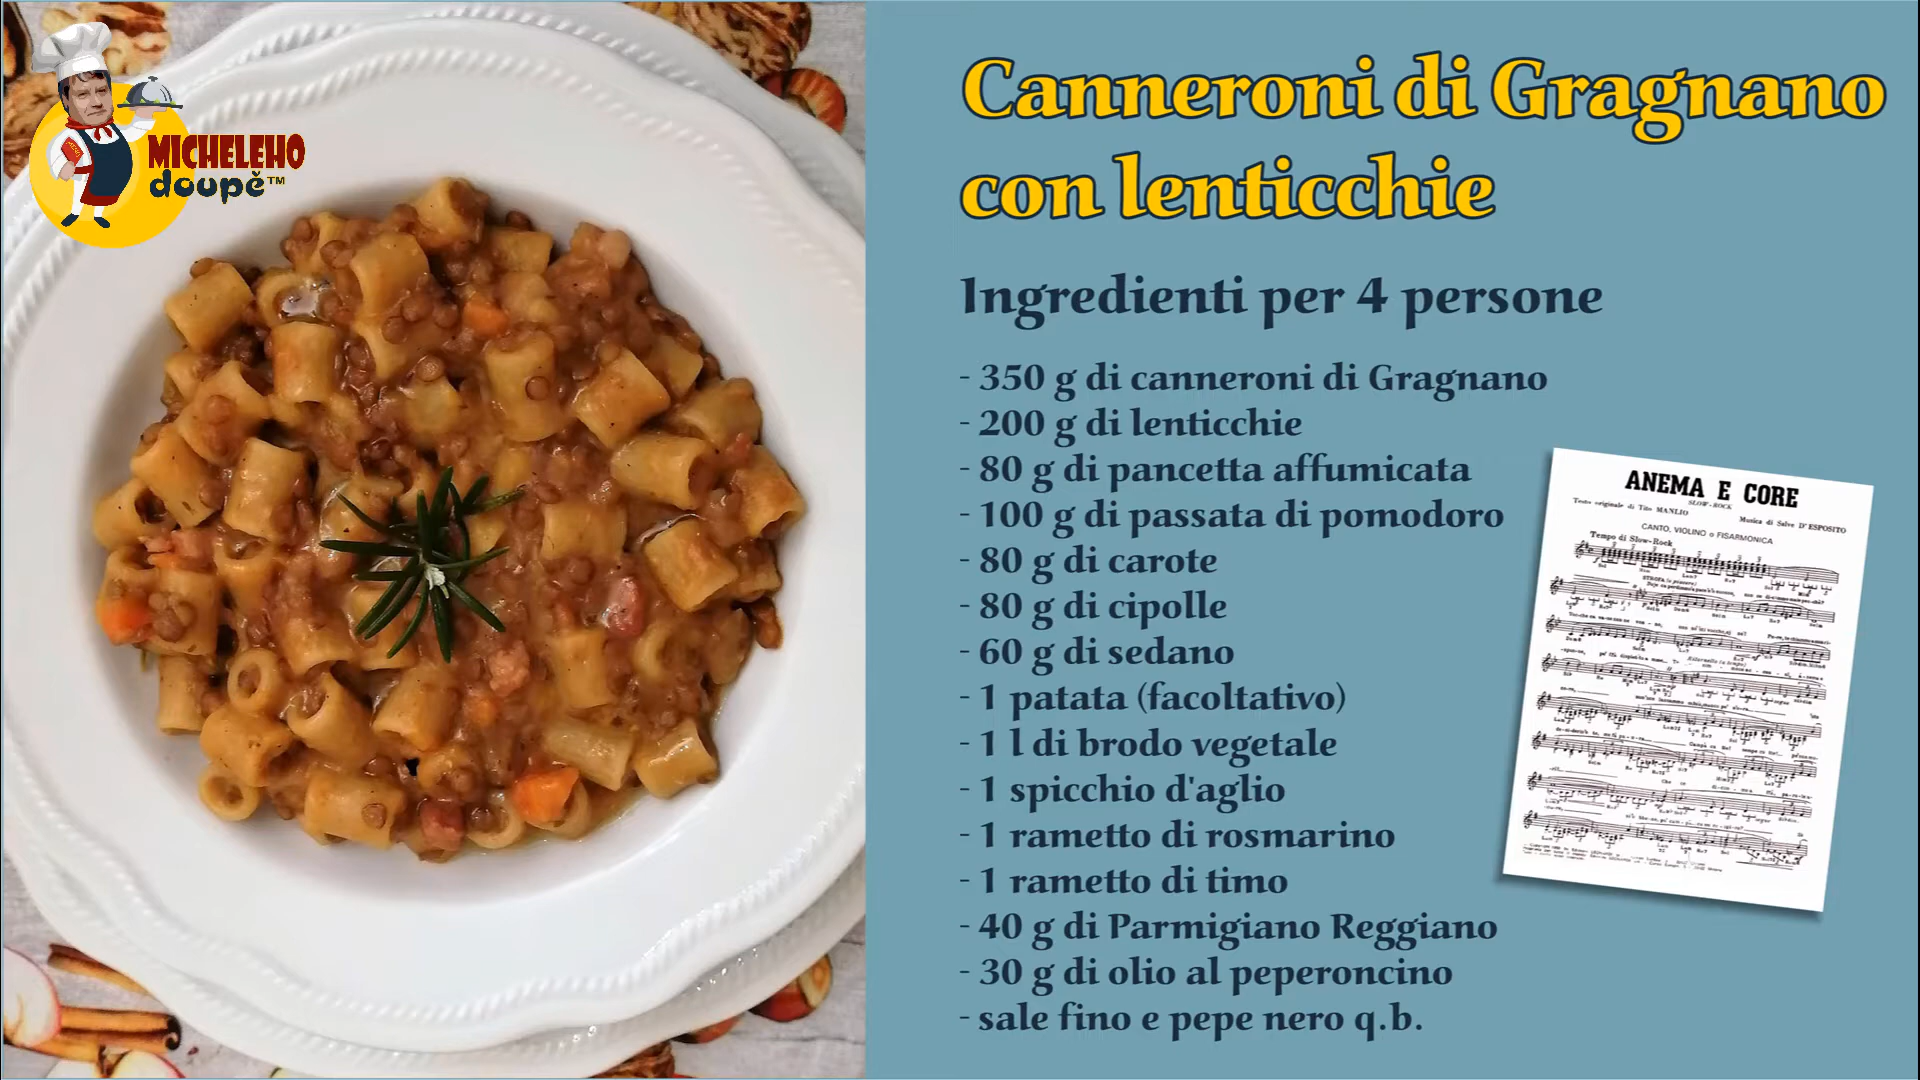 MICHELEHO
doupě™
Canneroni di Gragnano
con lenticchie
Ingredienti per 4 persone
- 350 g di canneroni di Gragnano
- 200 g di lenticchie
- 80 g di pancetta affumicata
- 100 g di passata di pomodoro
- 80 g di carote
- 80 g di cipolle
- 60 g di sedano
- 1 patata (facoltativo)
- 1 l di brodo vegetale
- 1 spicchio d'aglio
- 1 rametto di rosmarino
- 1 rametto di timo
- 40 g di Parmigiano Reggiano
- 30 g di olio al peperoncino
- sale fino e pepe nero q.b.
ANEMA E CORE
SLOW-ROCK
Testo originale di Tito MANLIO
Musica di Salve D'ESPOSITO
CANTO, VIOLINO o FISARMONICA
Tempo di Slow-Rock